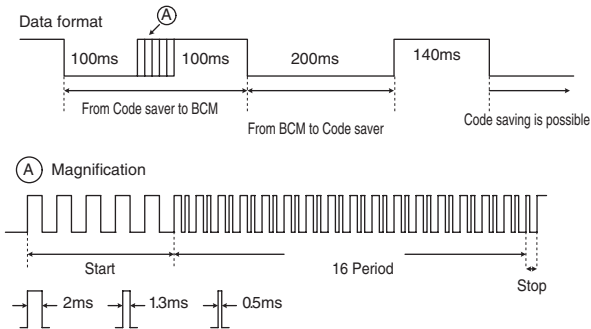 A
Data format
100ms 100ms 200ms 140ms
From Code saver to BCM
From BCM to Code saver
Code saving is possible
A Magnification
Start 16 Period Stop
2ms 1.3ms 0.5ms